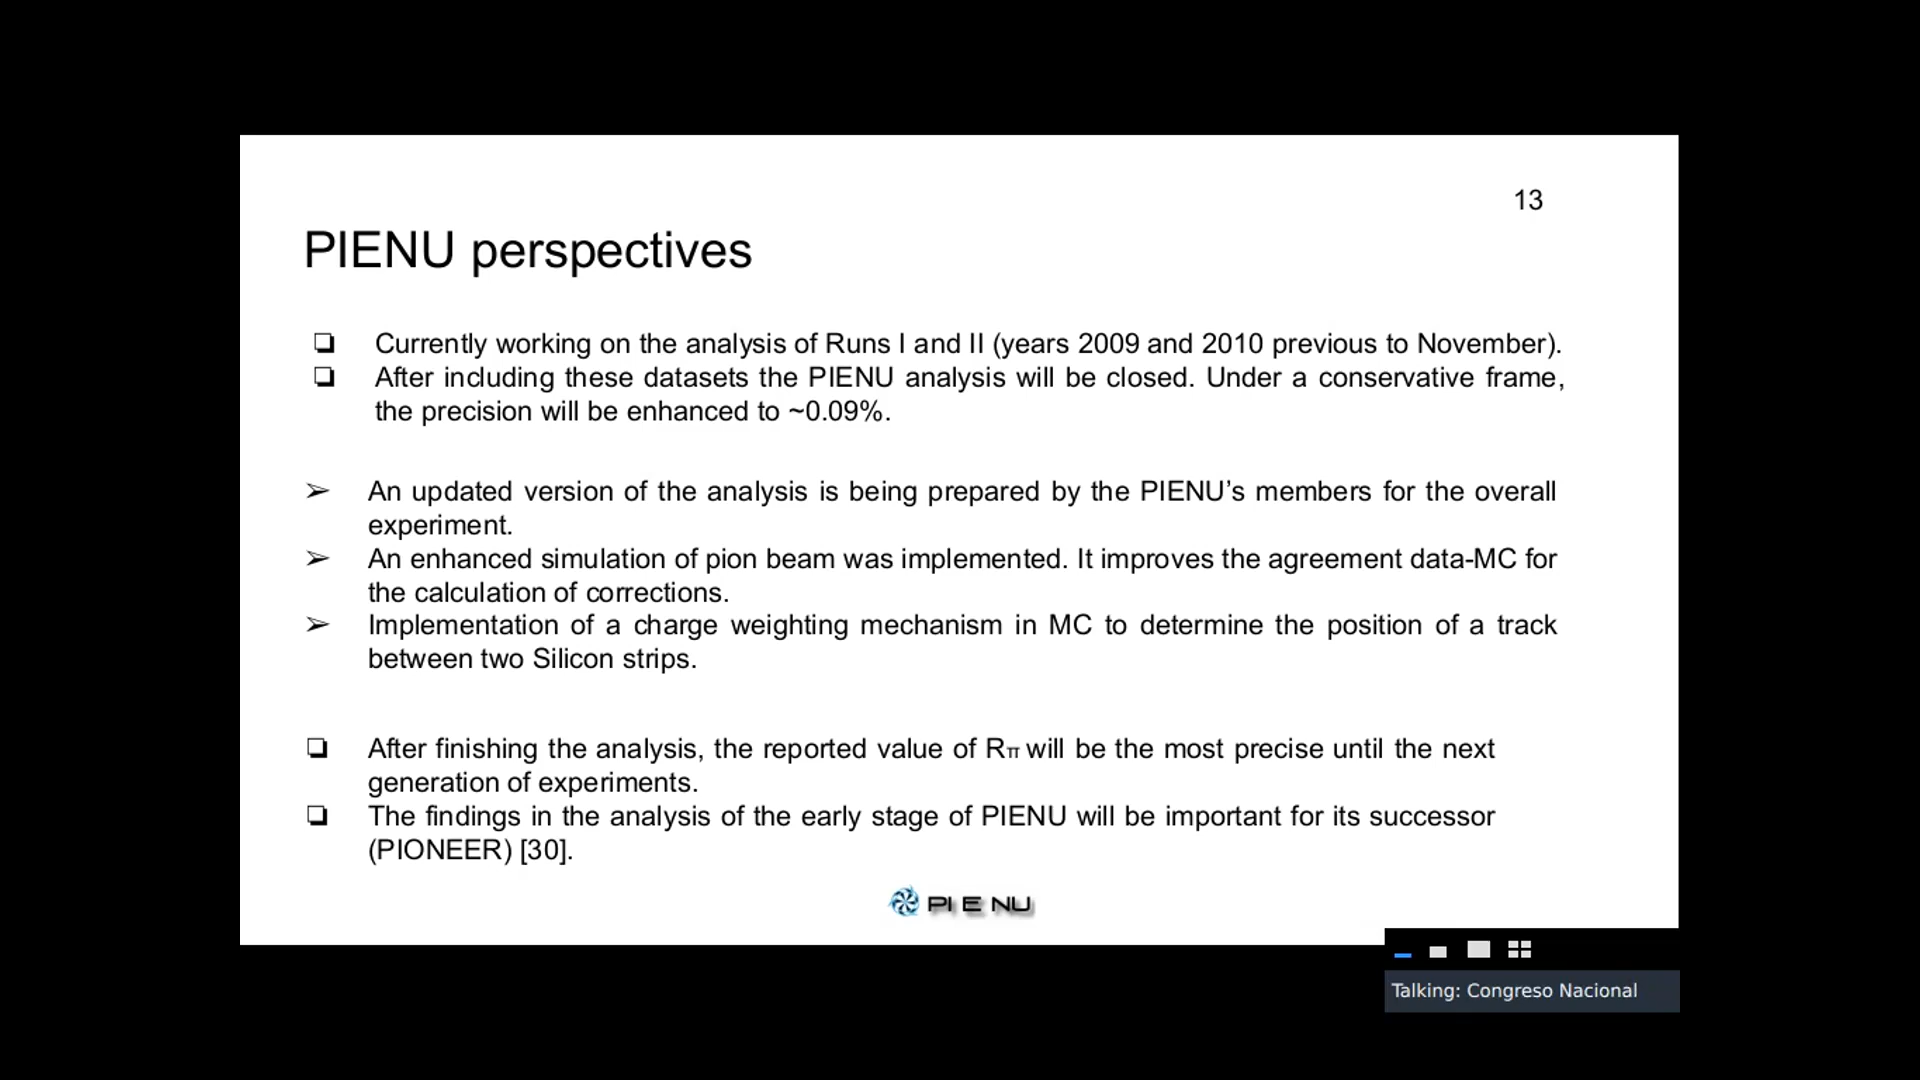 13
PIENU perspectives
❏ Currently working on the analysis of Runs I and II (years 2009 and 2010 previous to November).
❏ After including these datasets the PIENU analysis will be closed. Under a conservative frame,
the precision will be enhanced to ~0.09%.
➢ An updated version of the analysis is being prepared by the PIENU’s members for the overall
experiment.
➢ An enhanced simulation of pion beam was implemented. It improves the agreement data-MC for
the calculation of corrections.
➢ Implementation of a charge weighting mechanism in MC to determine the position of a track
between two Silicon strips.
❏ After finishing the analysis, the reported value of Rπ will be the most precise until the next
generation of experiments.
❏ The findings in the analysis of the early stage of PIENU will be important for its successor
(PIONEER) [30].
PI E NU
Talking: Congreso Nacional